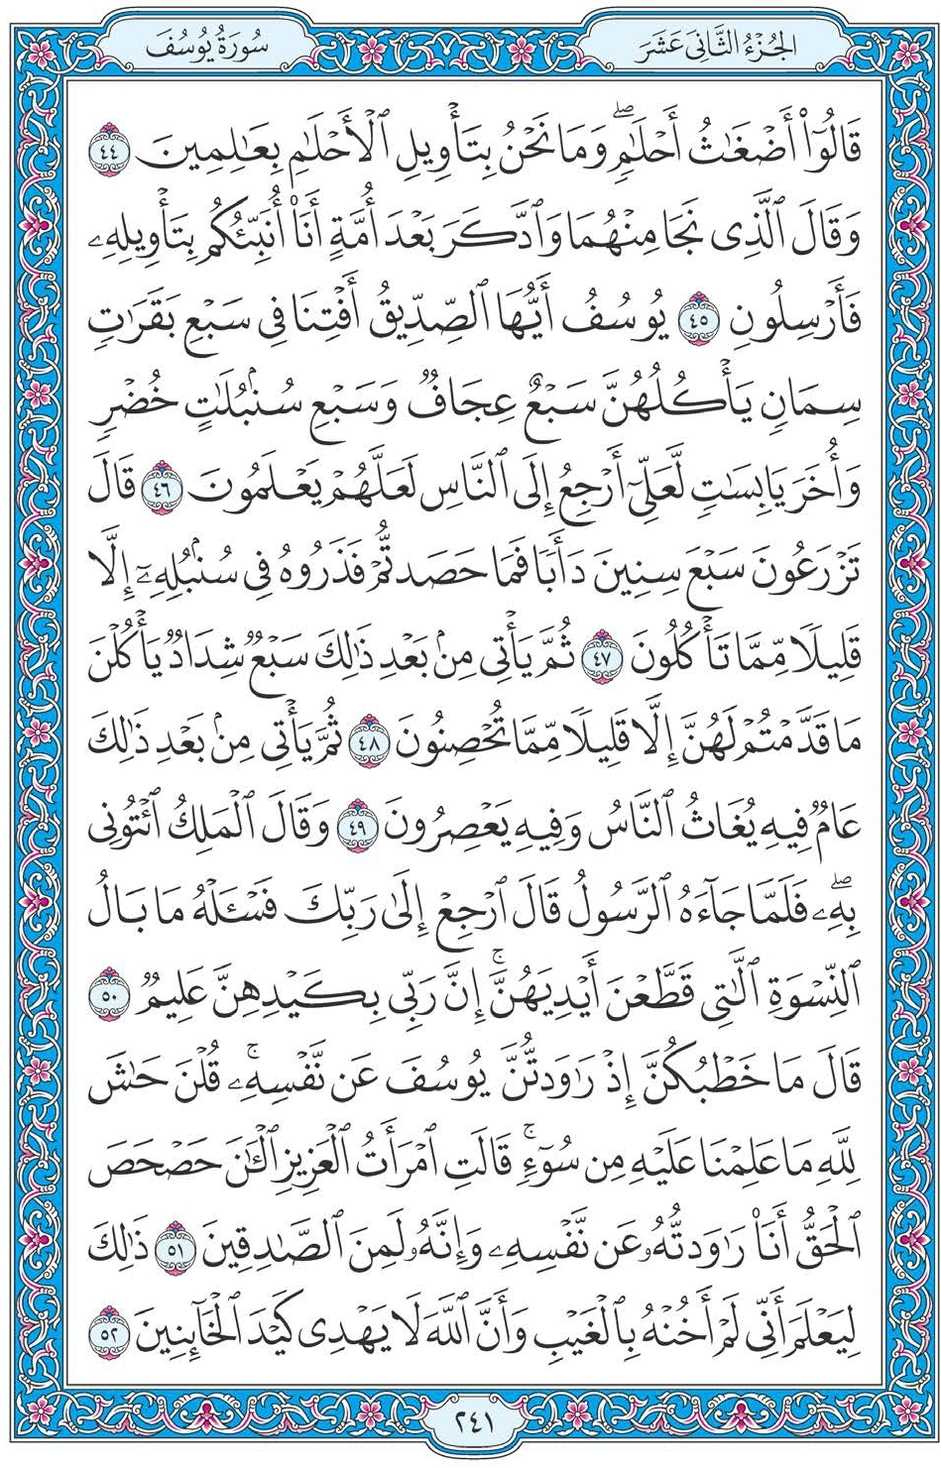 الجُزْءُ الثَّانِيَ عَشَرَ
سُورَةُ يُوسُفَ
قَالُوٓاْ أَضْغَٰثُ أَحْلَٰمٖۖ وَمَا نَحْنُ بِتَأْوِيلِ ٱلْأَحْلَٰمِ بِعَٰلِمِينَ ٤٤
وَقَالَ ٱلَّذِي نَجَا مِنْهُمَا وَٱدَّكَرَ بَعْدَ أُمَّةٍ أَنَا۠ أُنَبِّئُكُم بِتَأْوِيلِهِۦ
فَأَرْسِلُونِ ٤٥ يُوسُفُ أَيُّهَا ٱلصِّدِّيقُ أَفْتِنَا فِي سَبْعِ بَقَرَٰتٖ
سِمَانٖ يَأْكُلُهُنَّ سَبْعٌ عِجَافٞ وَسَبْعِ سُنۢبُلَٰتٍ خُضْرٖ
وَأُخَرَ يَابِسَٰتٖ لَّعَلِّيٓ أَرْجِعُ إِلَى ٱلنَّاسِ لَعَلَّهُمْ يَعْلَمُونَ ٤٦ قَالَ
تَزْرَعُونَ سَبْعَ سِنِينَ دَأَبٗا فَمَا حَصَدتُّمْ فَذَرُوهُ فِي سُنۢبُلِهِۦٓ إِلَّا
قَلِيلٗا مِّمَّا تَأْكُلُونَ ٤٧ ثُمَّ يَأْتِي مِنۢ بَعْدِ ذَٰلِكَ سَبْعٞ شِدَادٞ يَأْكُلْنَ
مَا قَدَّمْتُمْ لَهُنَّ إِلَّا قَلِيلٗا مِّمَّا تُحْصِنُونَ ٤٨ ثُمَّ يَأْتِي مِنۢ بَعْدِ ذَٰلِكَ
عَامٞ فِيهِ يُغَاثُ ٱلنَّاسُ وَفِيهِ يَعْصِرُونَ ٤٩ وَقَالَ ٱلْمَلِكُ ٱئْتُونِي
بِهِۦۖ فَلَمَّا جَآءَهُ ٱلرَّسُولُ قَالَ ٱرْجِعْ إِلَىٰ رَبِّكَ فَسْـَٔلْهُ مَا بَالُ
ٱلنِّسْوَةِ ٱلَّٰتِي قَطَّعْنَ أَيْدِيَهُنَّۚ إِنَّ رَبِّي بِكَيْدِهِنَّ عَلِيمٞ ٥٠
قَالَ مَا خَطْبُكُنَّ إِذْ رَٰوَدتُّنَّ يُوسُفَ عَن نَّفْسِهِۦۚ قُلْنَ حَٰشَ
لِلَّهِ مَا عَلِمْنَا عَلَيْهِ مِن سُوٓءٖۚ قَالَتِ ٱمْرَأَتُ ٱلْعَزِيزِ ٱلْـَٰٔنَ حَصْحَصَ
ٱلْحَقُّ أَنَا۠ رَٰوَدتُّهُۥ عَن نَّفْسِهِۦ وَإِنَّهُۥ لَمِنَ ٱلصَّٰدِقِينَ ٥١ ذَٰلِكَ
لِيَعْلَمَ أَنِّي لَمْ أَخُنْهُ بِٱلْغَيْبِ وَأَنَّ ٱللَّهَ لَا يَهْدِي كَيْدَ ٱلْخَآئِنِينَ ٥٢
٢٤١